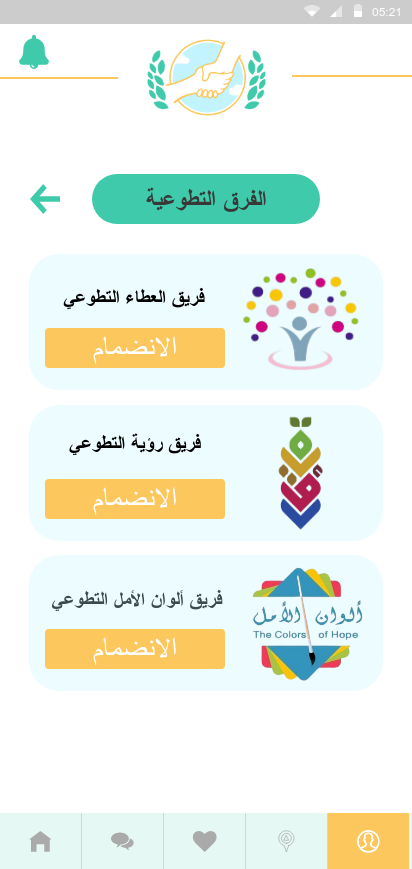 05:21
الفرق التطوعية
فريق العطاء التطوعي
الانضمام
فريق رؤية التطوعي
الانضمام
فريق ألوان الأمل التطوعي
ألوان الأمل
The Colors of Hope
الانضمام